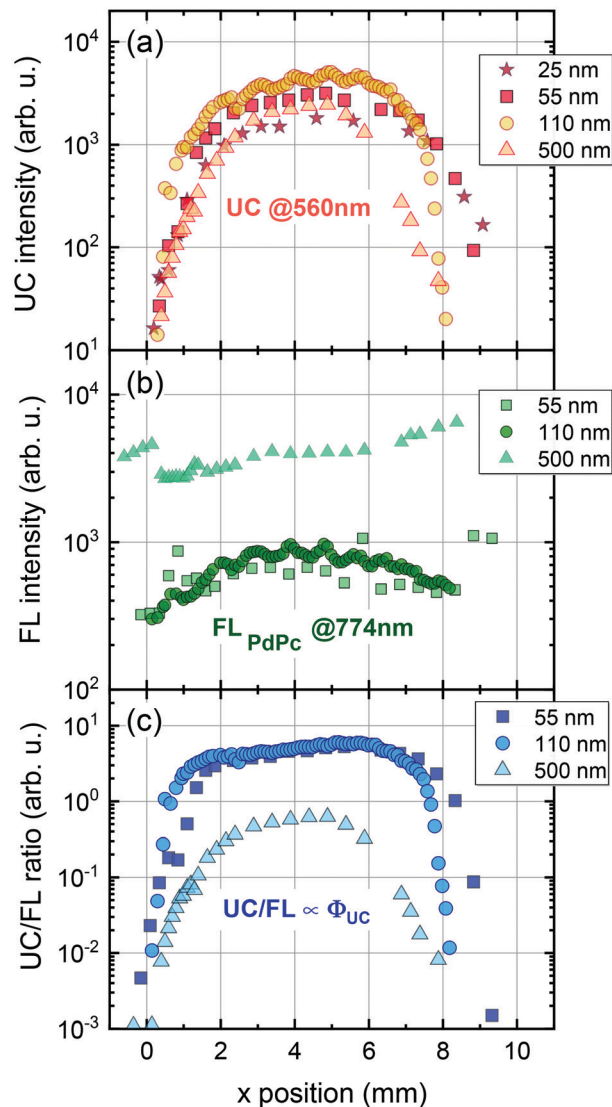 (a)
10⁴
10³
10²
10¹
UC intensity (arb. u.)
25 nm
55 nm
110 nm
500 nm
UC @560nm
(b)
10⁴
10³
10²
FL intensity (arb. u.)
55 nm
110 nm
500 nm
FL PdPc @774nm
(c)
10¹
10⁰
10⁻¹
10⁻²
10⁻³
UC/FL ratio (arb. u.)
55 nm
110 nm
500 nm
UC/FL ∝ Φ_UC
0 2 4 6 8 10
x position (mm)